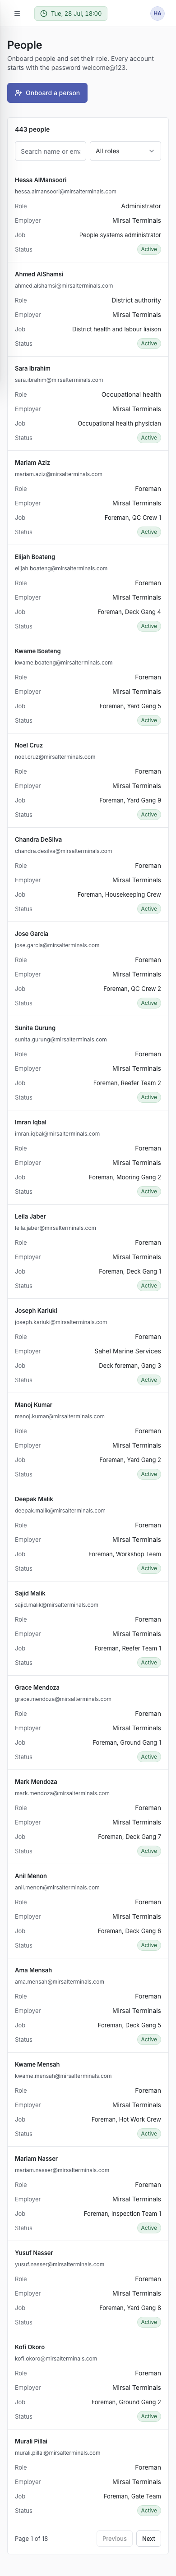 Tue, 28 Jul, 18:00
HA
People
Onboard people and set their role. Every account
starts with the password welcome@123.
Onboard a person
443 people
Search name or ema
All roles
Hessa AlMansoori
hessa.almansoori@mirsalterminals.com
Role Administrator
Employer Mirsal Terminals
Job People systems administrator
Status Active
Ahmed AlShamsi
ahmed.alshamsi@mirsalterminals.com
Role District authority
Employer Mirsal Terminals
Job District health and labour liaison
Status Active
Sara Ibrahim
sara.ibrahim@mirsalterminals.com
Role Occupational health
Employer Mirsal Terminals
Job Occupational health physician
Status Active
Mariam Aziz
mariam.aziz@mirsalterminals.com
Role Foreman
Employer Mirsal Terminals
Job Foreman, QC Crew 1
Status Active
Elijah Boateng
elijah.boateng@mirsalterminals.com
Role Foreman
Employer Mirsal Terminals
Job Foreman, Deck Gang 4
Status Active
Kwame Boateng
kwame.boateng@mirsalterminals.com
Role Foreman
Employer Mirsal Terminals
Job Foreman, Yard Gang 5
Status Active
Noel Cruz
noel.cruz@mirsalterminals.com
Role Foreman
Employer Mirsal Terminals
Job Foreman, Yard Gang 9
Status Active
Chandra DeSilva
chandra.desilva@mirsalterminals.com
Role Foreman
Employer Mirsal Terminals
Job Foreman, Housekeeping Crew
Status Active
Jose Garcia
jose.garcia@mirsalterminals.com
Role Foreman
Employer Mirsal Terminals
Job Foreman, QC Crew 2
Status Active
Sunita Gurung
sunita.gurung@mirsalterminals.com
Role Foreman
Employer Mirsal Terminals
Job Foreman, Reefer Team 2
Status Active
Imran Iqbal
imran.iqbal@mirsalterminals.com
Role Foreman
Employer Mirsal Terminals
Job Foreman, Mooring Gang 2
Status Active
Leila Jaber
leila.jaber@mirsalterminals.com
Role Foreman
Employer Mirsal Terminals
Job Foreman, Deck Gang 1
Status Active
Joseph Kariuki
joseph.kariuki@mirsalterminals.com
Role Foreman
Employer Sahel Marine Services
Job Deck foreman, Gang 3
Status Active
Manoj Kumar
manoj.kumar@mirsalterminals.com
Role Foreman
Employer Mirsal Terminals
Job Foreman, Yard Gang 2
Status Active
Deepak Malik
deepak.malik@mirsalterminals.com
Role Foreman
Employer Mirsal Terminals
Job Foreman, Workshop Team
Status Active
Sajid Malik
sajid.malik@mirsalterminals.com
Role Foreman
Employer Mirsal Terminals
Job Foreman, Reefer Team 1
Status Active
Grace Mendoza
grace.mendoza@mirsalterminals.com
Role Foreman
Employer Mirsal Terminals
Job Foreman, Ground Gang 1
Status Active
Mark Mendoza
mark.mendoza@mirsalterminals.com
Role Foreman
Employer Mirsal Terminals
Job Foreman, Deck Gang 7
Status Active
Anil Menon
anil.menon@mirsalterminals.com
Role Foreman
Employer Mirsal Terminals
Job Foreman, Deck Gang 6
Status Active
Ama Mensah
ama.mensah@mirsalterminals.com
Role Foreman
Employer Mirsal Terminals
Job Foreman, Deck Gang 5
Status Active
Kwame Mensah
kwame.mensah@mirsalterminals.com
Role Foreman
Employer Mirsal Terminals
Job Foreman, Hot Work Crew
Status Active
Mariam Nasser
mariam.nasser@mirsalterminals.com
Role Foreman
Employer Mirsal Terminals
Job Foreman, Inspection Team 1
Status Active
Yusuf Nasser
yusuf.nasser@mirsalterminals.com
Role Foreman
Employer Mirsal Terminals
Job Foreman, Yard Gang 8
Status Active
Kofi Okoro
kofi.okoro@mirsalterminals.com
Role Foreman
Employer Mirsal Terminals
Job Foreman, Ground Gang 2
Status Active
Murali Pillai
murali.pillai@mirsalterminals.com
Role Foreman
Employer Mirsal Terminals
Job Foreman, Gate Team
Status Active
Page 1 of 18
Previous
Next